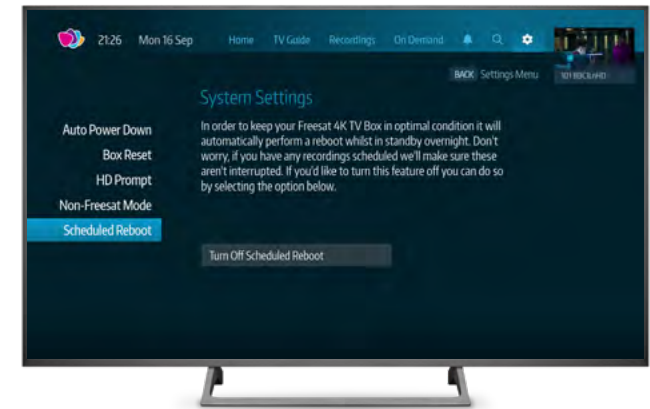 21:26 Mon 16 Sep Home TV Guide Recordings On Demand
BACK Settings Menu
System Settings
In order to keep your Freesat 4K TV Box in optimal condition it will
automatically perform a reboot whilst in standby overnight. Don't
worry, if you have any recordings scheduled we'll make sure these
aren't interrupted. If you'd like to turn this feature off you can do so
by selecting the option below.
Auto Power Down
Box Reset
HD Prompt
Non-Freesat Mode
Scheduled Reboot
Turn Off Scheduled Reboot